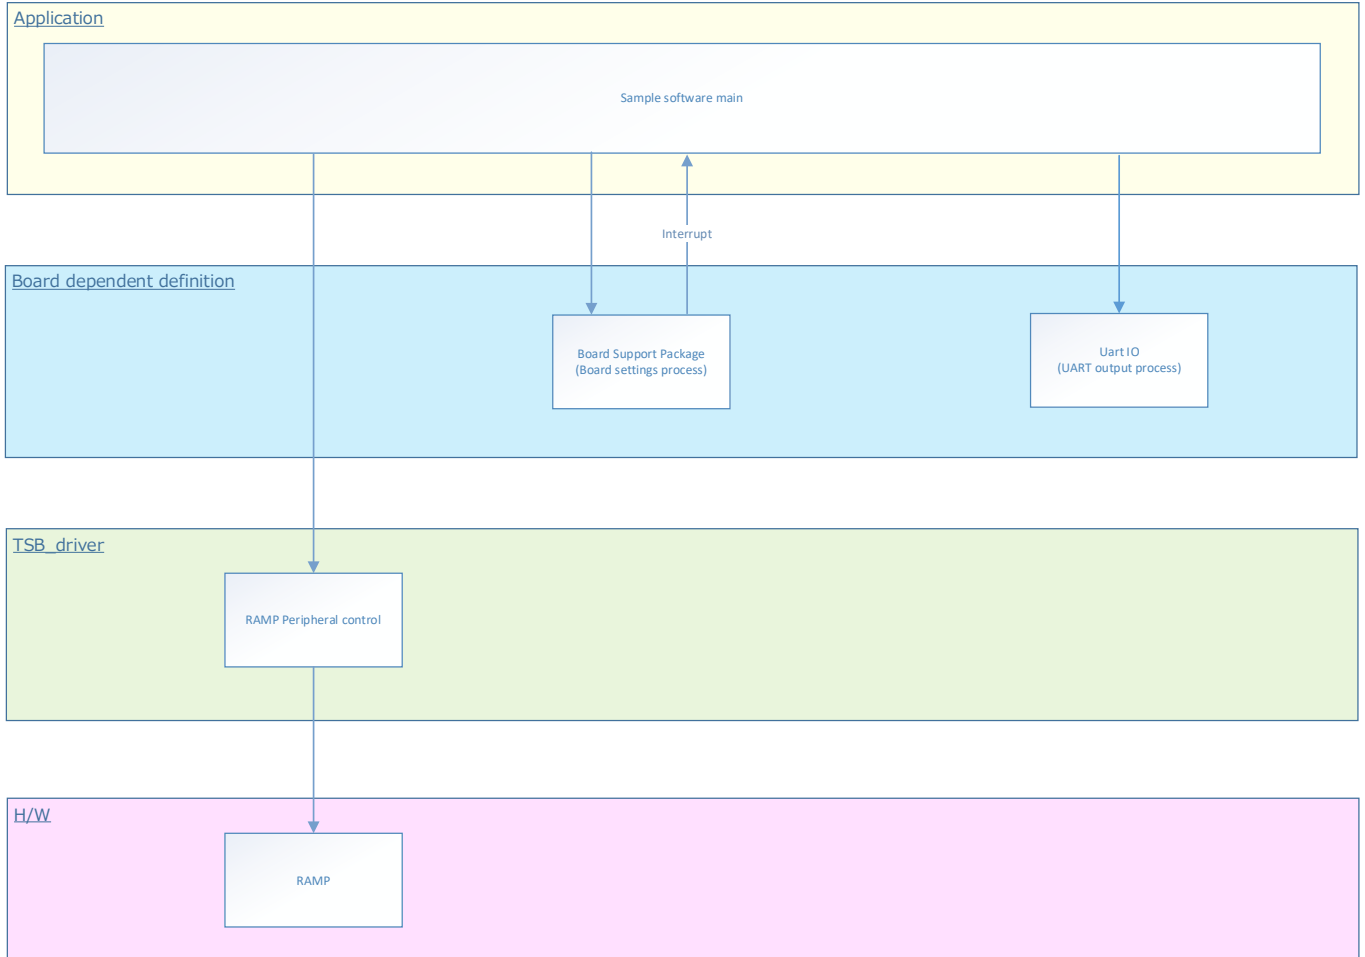 Application
Sample software main
Interrupt
Board dependent definition
Board Support Package
(Board settings process)
Uart IO
(UART output process)
TSB_driver
RAMP Peripheral control
H/W
RAMP